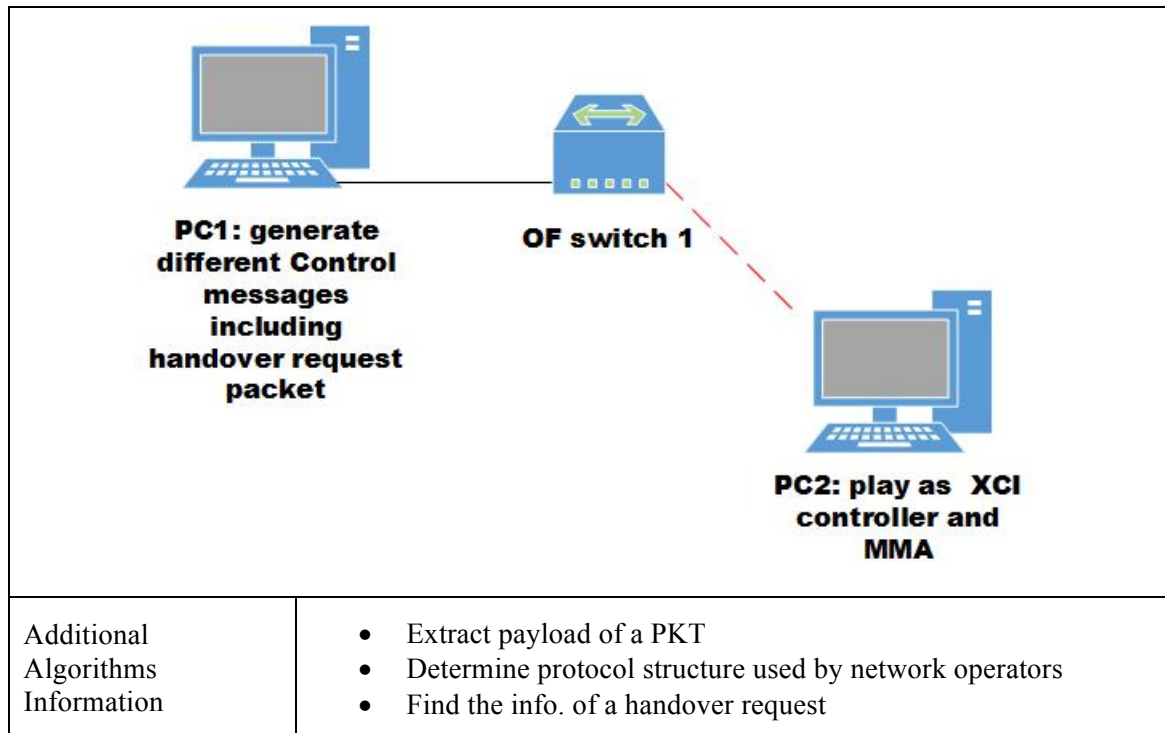 PC1: generate
different Control
messages
including
handover request
packet
OF switch 1
PC2: play as XCI
controller and
MMA
Additional
Algorithms
Information
• Extract payload of a PKT
• Determine protocol structure used by network operators
• Find the info. of a handover request